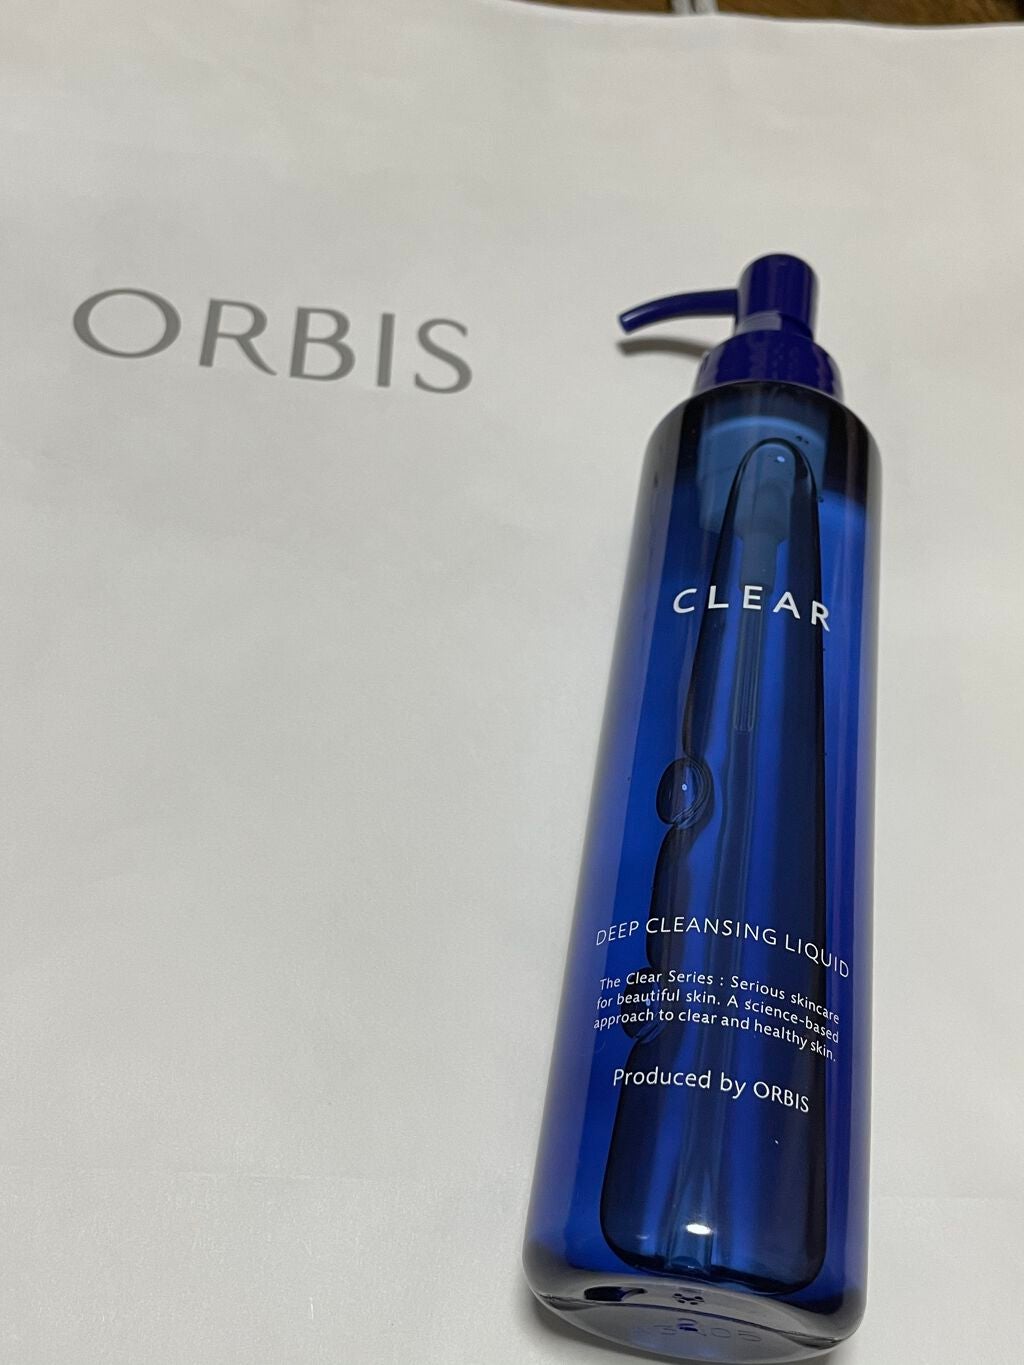 ORBIS
CLEAR
DEEP CLEANSING LIQUID
The Clear Series : Serious skincare
for beautiful skin. A science-based
approach to clear and healthy skin.
Produced by ORBIS